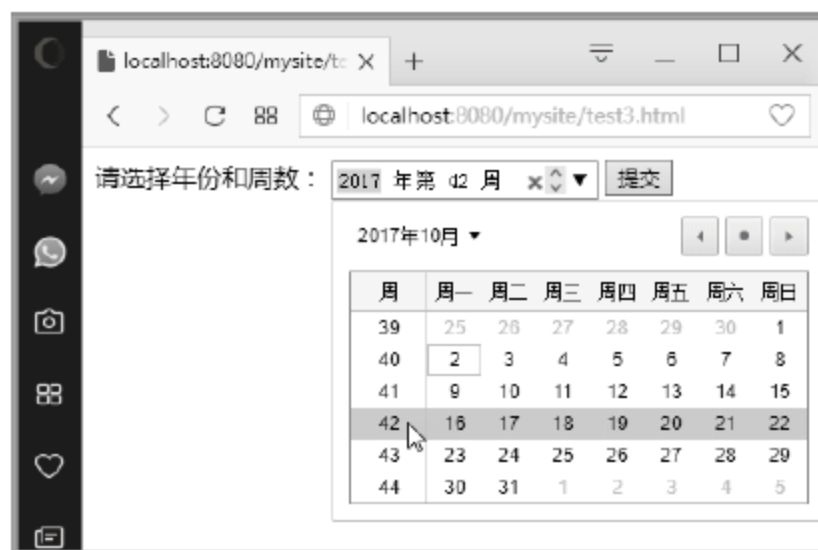 localhost:8080/mysite/te
localhost:8080/mysite/test3.html
请选择年份和周数： 2017 年第 42 周 提交
2017年10月
周 周一 周二 周三 周四 周五 周六 周日
39 25 26 27 28 29 30 1
40 2 3 4 5 6 7 8
41 9 10 11 12 13 14 15
42 16 17 18 19 20 21 22
43 23 24 25 26 27 28 29
44 30 31 1 2 3 4 5